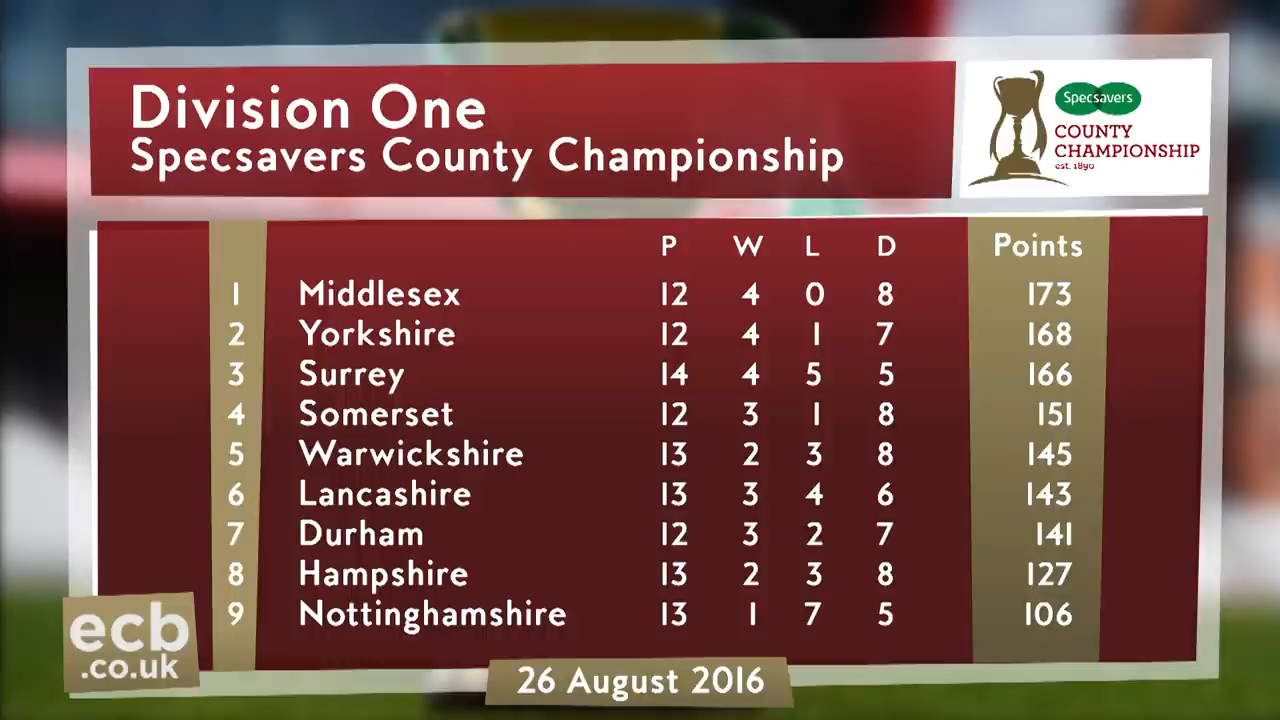 Division One
Specsavers County Championship
Specsavers
COUNTY
CHAMPIONSHIP
est. 1890
P W L D Points
1 Middlesex 12 4 0 8 173
2 Yorkshire 12 4 1 7 168
3 Surrey 14 4 5 5 166
4 Somerset 12 3 1 8 151
5 Warwickshire 13 2 3 8 145
6 Lancashire 13 3 4 6 143
7 Durham 12 3 2 7 141
8 Hampshire 13 2 3 8 127
9 Nottinghamshire 13 1 7 5 106
ecb
.co.uk
26 August 2016